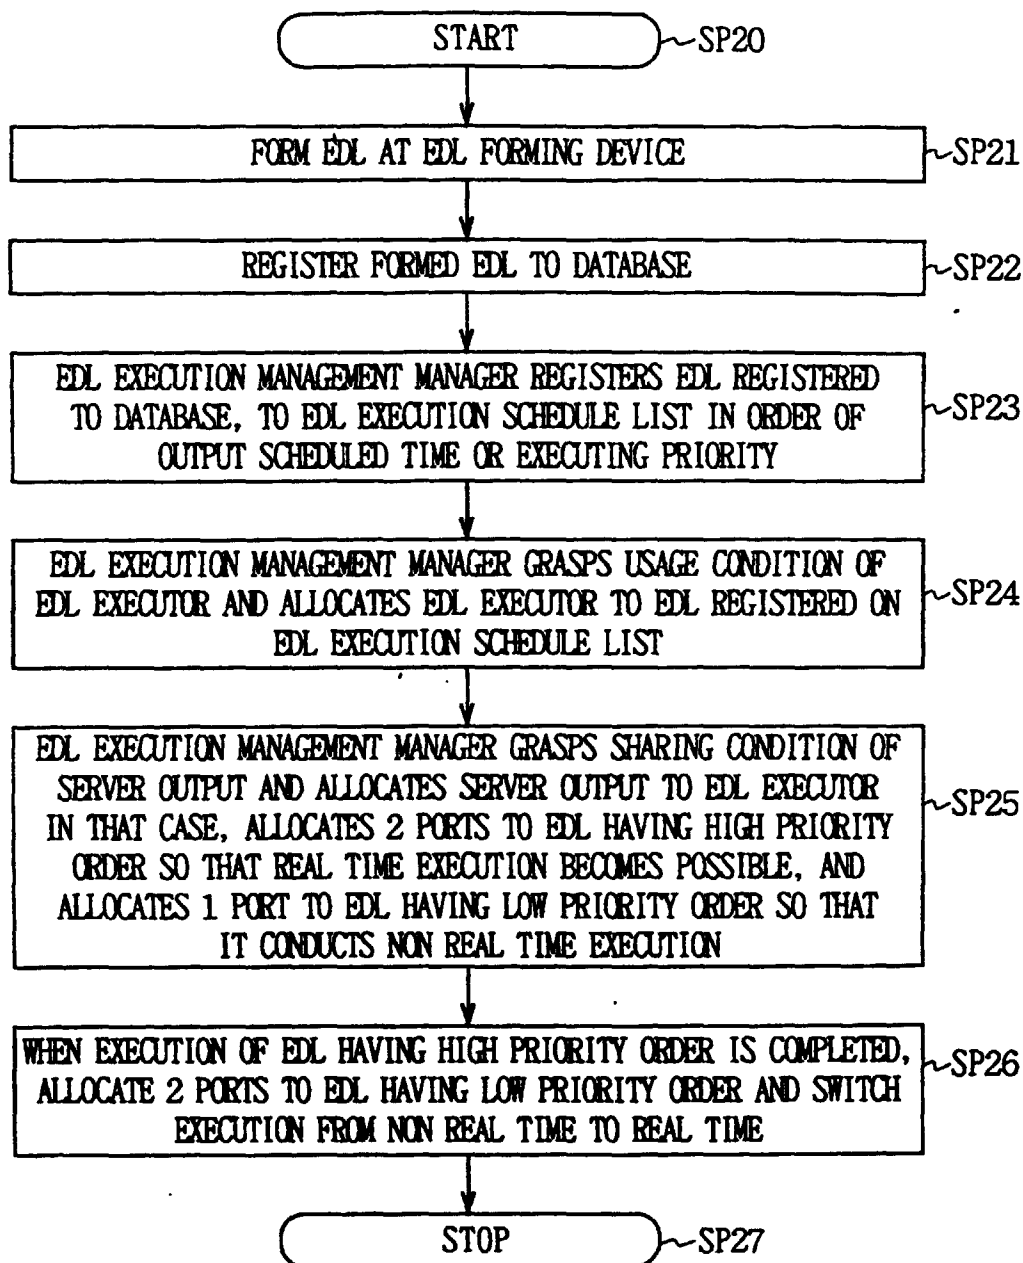 START
SP20
FORM EDL AT EDL FORMING DEVICE
SP21
REGISTER FORMED EDL TO DATABASE
SP22
EDL EXECUTION MANAGEMENT MANAGER REGISTERS EDL REGISTERED
TO DATABASE, TO EDL EXECUTION SCHEDULE LIST IN ORDER OF
OUTPUT SCHEDULED TIME OR EXECUTING PRIORITY
SP23
EDL EXECUTION MANAGEMENT MANAGER GRASPS USAGE CONDITION OF
EDL EXECUTOR AND ALLOCATES EDL EXECUTOR TO EDL REGISTERED ON
EDL EXECUTION SCHEDULE LIST
SP24
EDL EXECUTION MANAGEMENT MANAGER GRASPS SHARING CONDITION OF
SERVER OUTPUT AND ALLOCATES SERVER OUTPUT TO EDL EXECUTOR
IN THAT CASE, ALLOCATES 2 PORTS TO EDL HAVING HIGH PRIORITY
ORDER SO THAT REAL TIME EXECUTION BECOMES POSSIBLE, AND
ALLOCATES 1 PORT TO EDL HAVING LOW PRIORITY ORDER SO THAT
IT CONDUCTS NON REAL TIME EXECUTION
SP25
WHEN EXECUTION OF EDL HAVING HIGH PRIORITY ORDER IS COMPLETED,
ALLOCATE 2 PORTS TO EDL HAVING LOW PRIORITY ORDER AND SWITCH
EXECUTION FROM NON REAL TIME TO REAL TIME
SP26
STOP
SP27